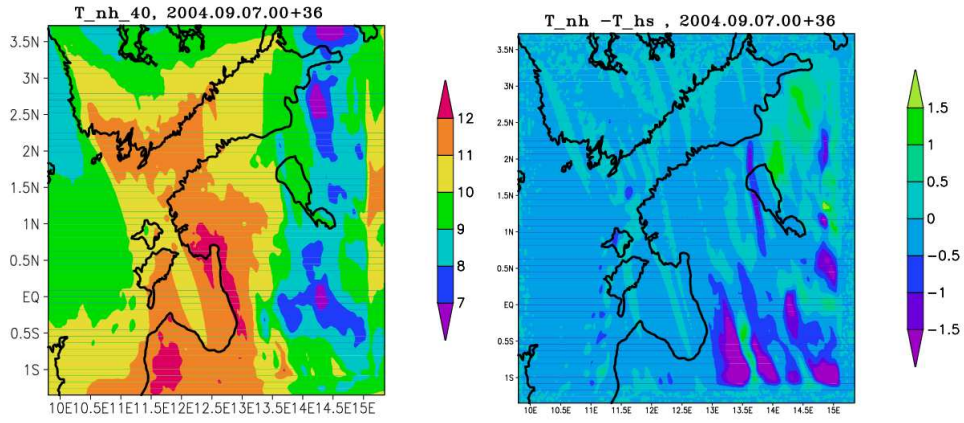 T_nh_40, 2004.09.07.00+36
3.5N
3N
2.5N
2N
1.5N
1N
0.5N
EQ
0.5S
1S
10E10.5E11E11.5E12E12.5E13E13.5E14E14.5E15E
12
11
10
9
8
7
T_nh -T_hs , 2004.09.07.00+36
3.5N
3N
2.5N
2N
1.5N
1N
0.5N
EQ
0.5S
1S
10E 10.5E 11E 11.5E 12E 12.5E 13E 13.5E 14E 14.5E 15E
1.5
1
0.5
0
−0.5
−1
−1.5